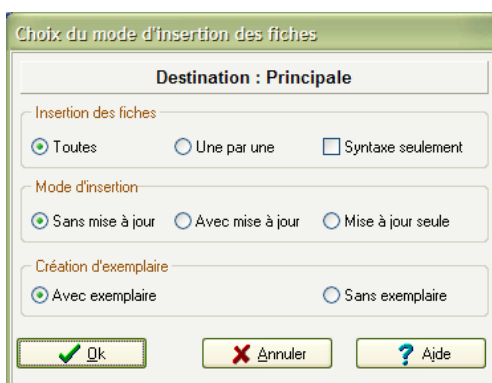 Choix du mode d'insertion des fiches
Destination : Principale
Insertion des fiches
Toutes Une par une Syntaxe seulement
Mode d'insertion
Sans mise à jour Avec mise à jour Mise à jour seule
Création d'exemplaire
Avec exemplaire Sans exemplaire
Ok Annuler Aide